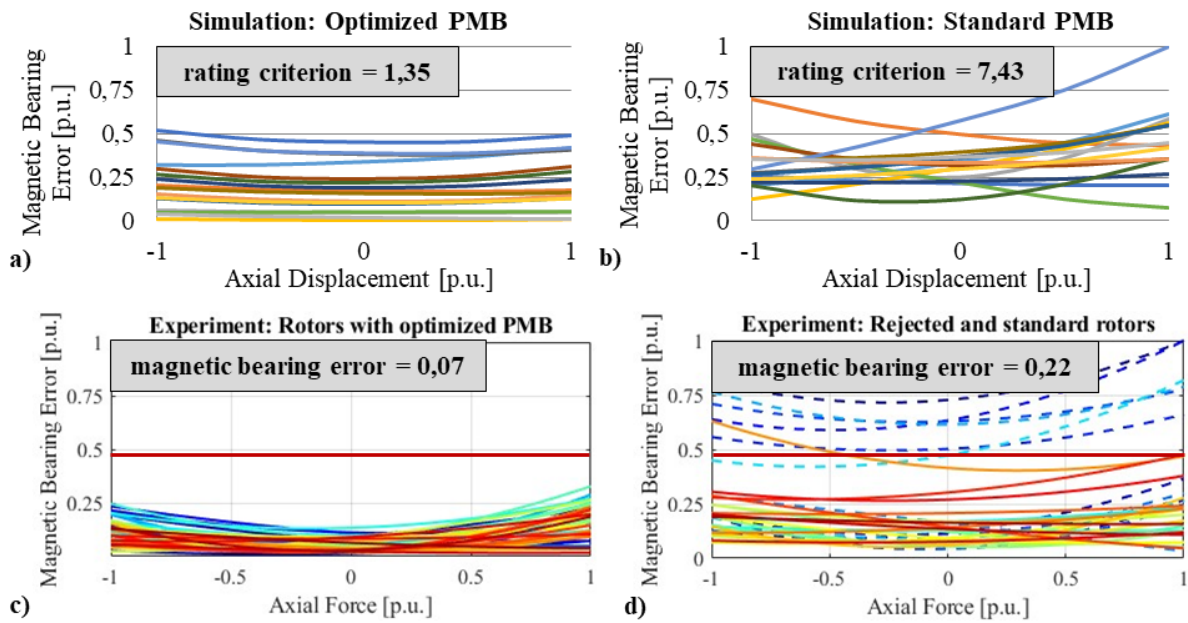 Simulation: Optimized PMB
rating criterion = 1,35
Magnetic Bearing
Error [p.u.]
1
0,75
0,5
0,25
0
-1
0
1
Axial Displacement [p.u.]
a)
Simulation: Standard PMB
rating criterion = 7,43
Magnetic Bearing
Error [p.u.]
1
0,75
0,5
0,25
0
-1
0
1
Axial Displacement [p.u.]
b)
Experiment: Rotors with optimized PMB
magnetic bearing error = 0,07
Magnetic Bearing Error [p.u.]
1
0.75
0.5
0.25
-1
-0.5
0
0.5
1
Axial Force [p.u.]
c)
Experiment: Rejected and standard rotors
magnetic bearing error = 0,22
Magnetic Bearing Error [p.u.]
1
0.75
0.5
0.25
0
-1
-0.5
0
0.5
1
Axial Force [p.u.]
d)